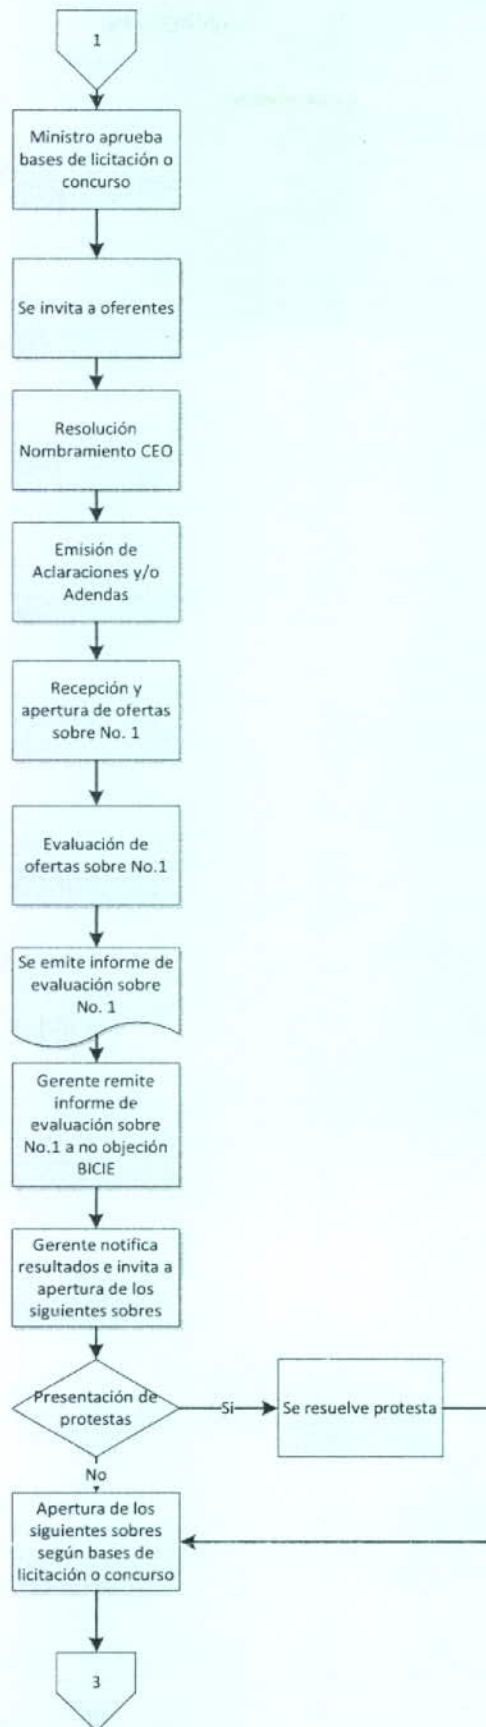 1
Ministro aprueba
bases de licitación o
concurso
Se invita a oferentes
Resolución
Nombramiento CEO
Emisión de
Aclaraciones y/o
Adendas
Recepción y
apertura de ofertas
sobre No. 1
Evaluación de
ofertas sobre No.1
Se emite informe de
evaluación sobre
No. 1
Gerente remite
informe de
evaluación sobre
No.1 a no objeción
BICIE
Gerente notifica
resultados e invita a
apertura de los
siguientes sobres
Presentación de
protestas
Si
Se resuelve protesta
No
Apertura de los
siguientes sobres
según bases de
licitación o concurso
3